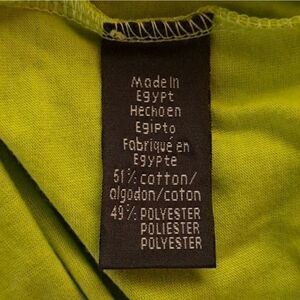 Made In
Egypt
Hecho en
Egipto
Fabriqué en
Egypte
51% cotton/
algodon/coton
49% POLYESTER
POLIESTER
POLYESTER